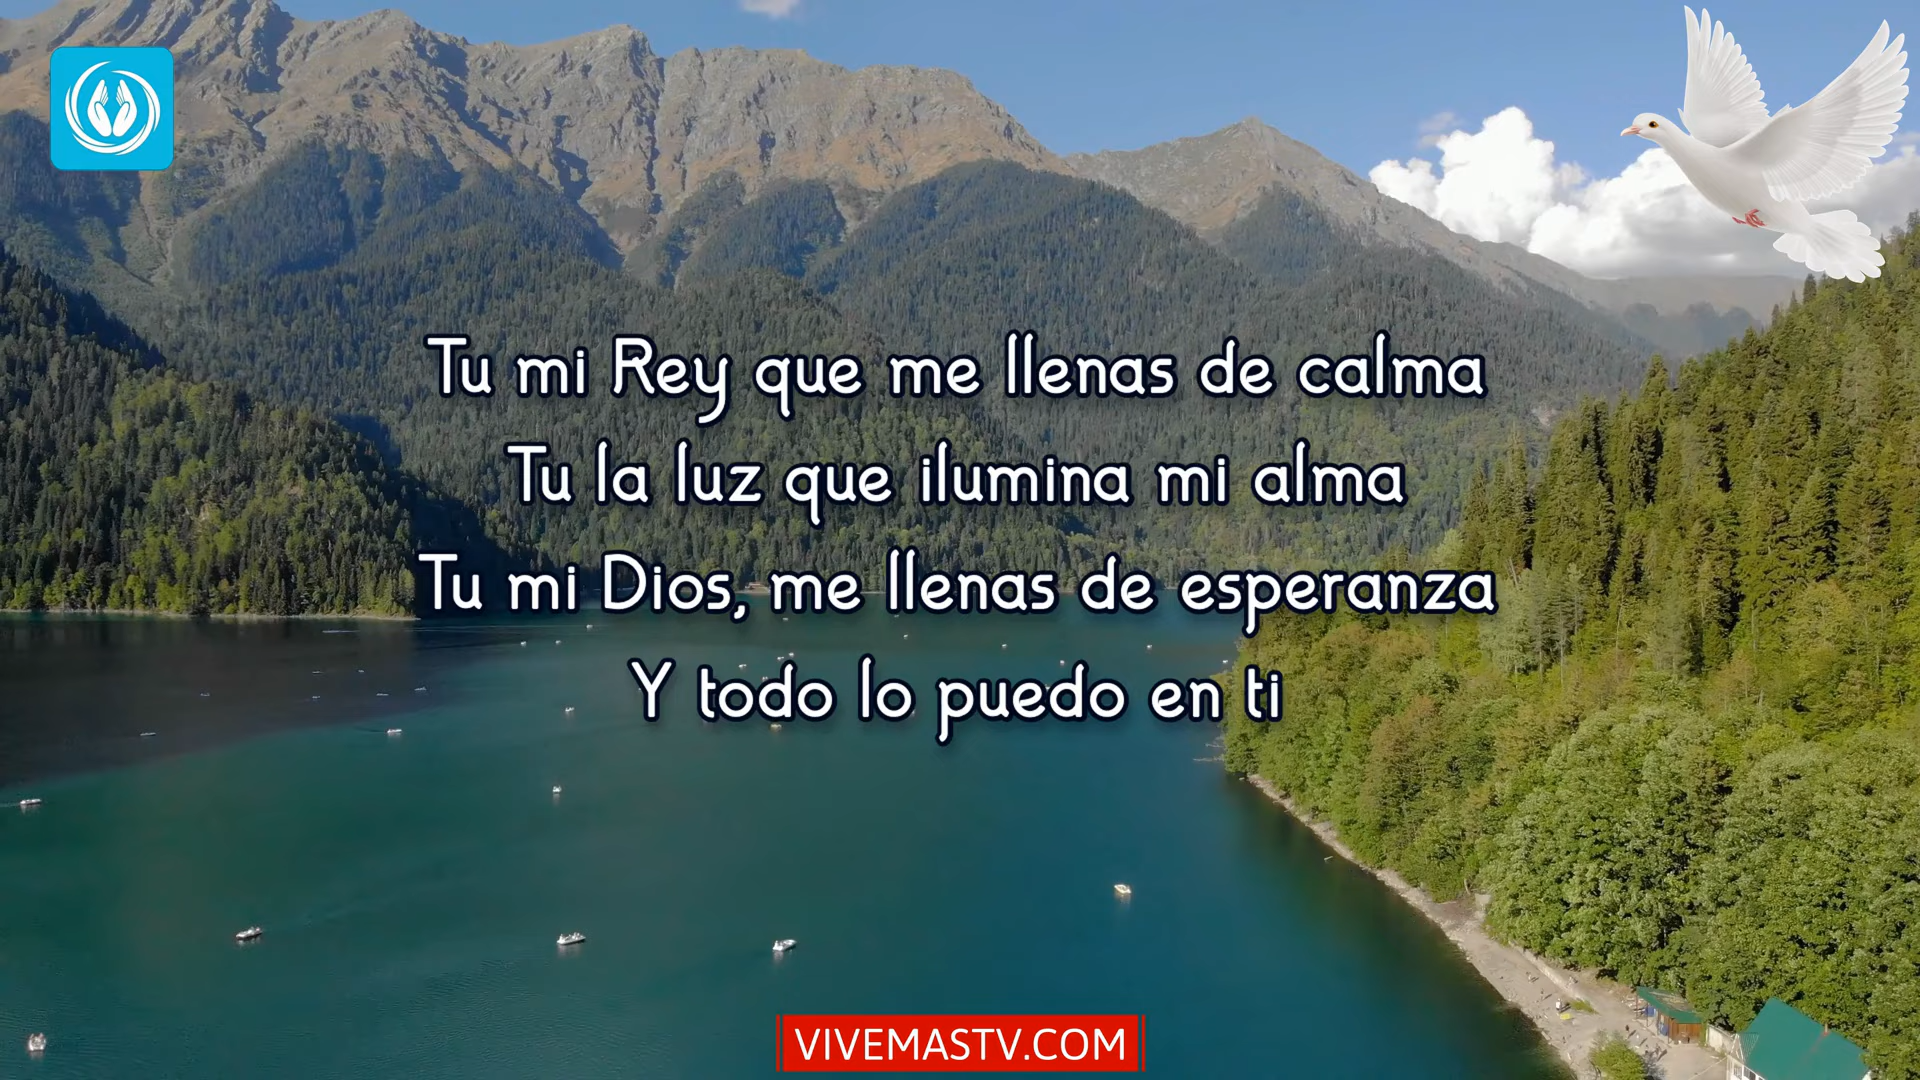 Tu mi Rey que me llenas de calma
Tu la luz que ilumina mi alma
Tu mi Dios, me llenas de esperanza
Y todo lo puedo en ti
VIVEMASTV.COM